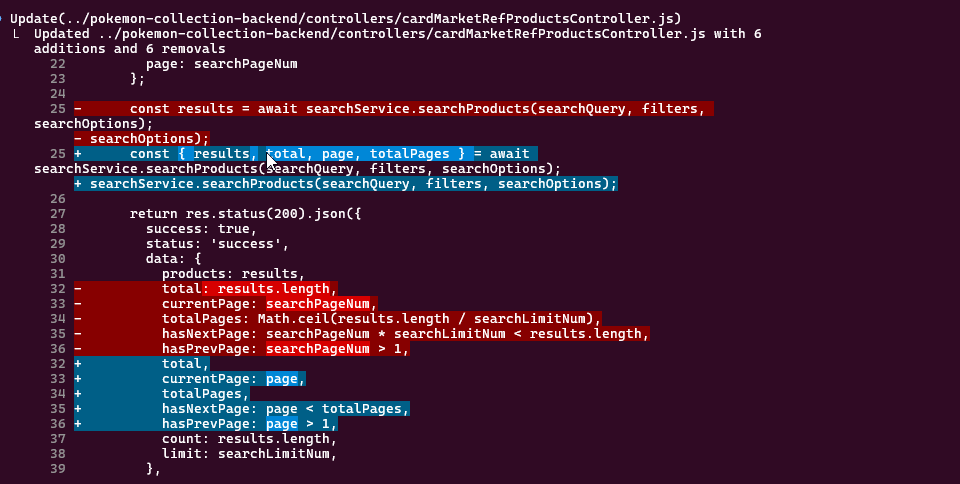 Update(../pokemon-collection-backend/controllers/cardMarketRefProductsController.js)
└ Updated ../pokemon-collection-backend/controllers/cardMarketRefProductsController.js with 6
additions and 6 removals
22 page: searchPageNum
23 };
24
25 - const results = await searchService.searchProducts(searchQuery, filters,
searchOptions);
- searchOptions);
25 + const { results, total, page, totalPages } = await
searchService.searchProducts(searchQuery, filters, searchOptions);
+ searchService.searchProducts(searchQuery, filters, searchOptions);
26
27 return res.status(200).json({
28 success: true,
29 status: 'success',
30 data: {
31 products: results,
32 - total: results.length,
33 - currentPage: searchPageNum,
34 - totalPages: Math.ceil(results.length / searchLimitNum),
35 - hasNextPage: searchPageNum * searchLimitNum < results.length,
36 - hasPrevPage: searchPageNum > 1,
32 + total,
33 + currentPage: page,
34 + totalPages,
35 + hasNextPage: page < totalPages,
36 + hasPrevPage: page > 1,
37 count: results.length,
38 limit: searchLimitNum,
39 },